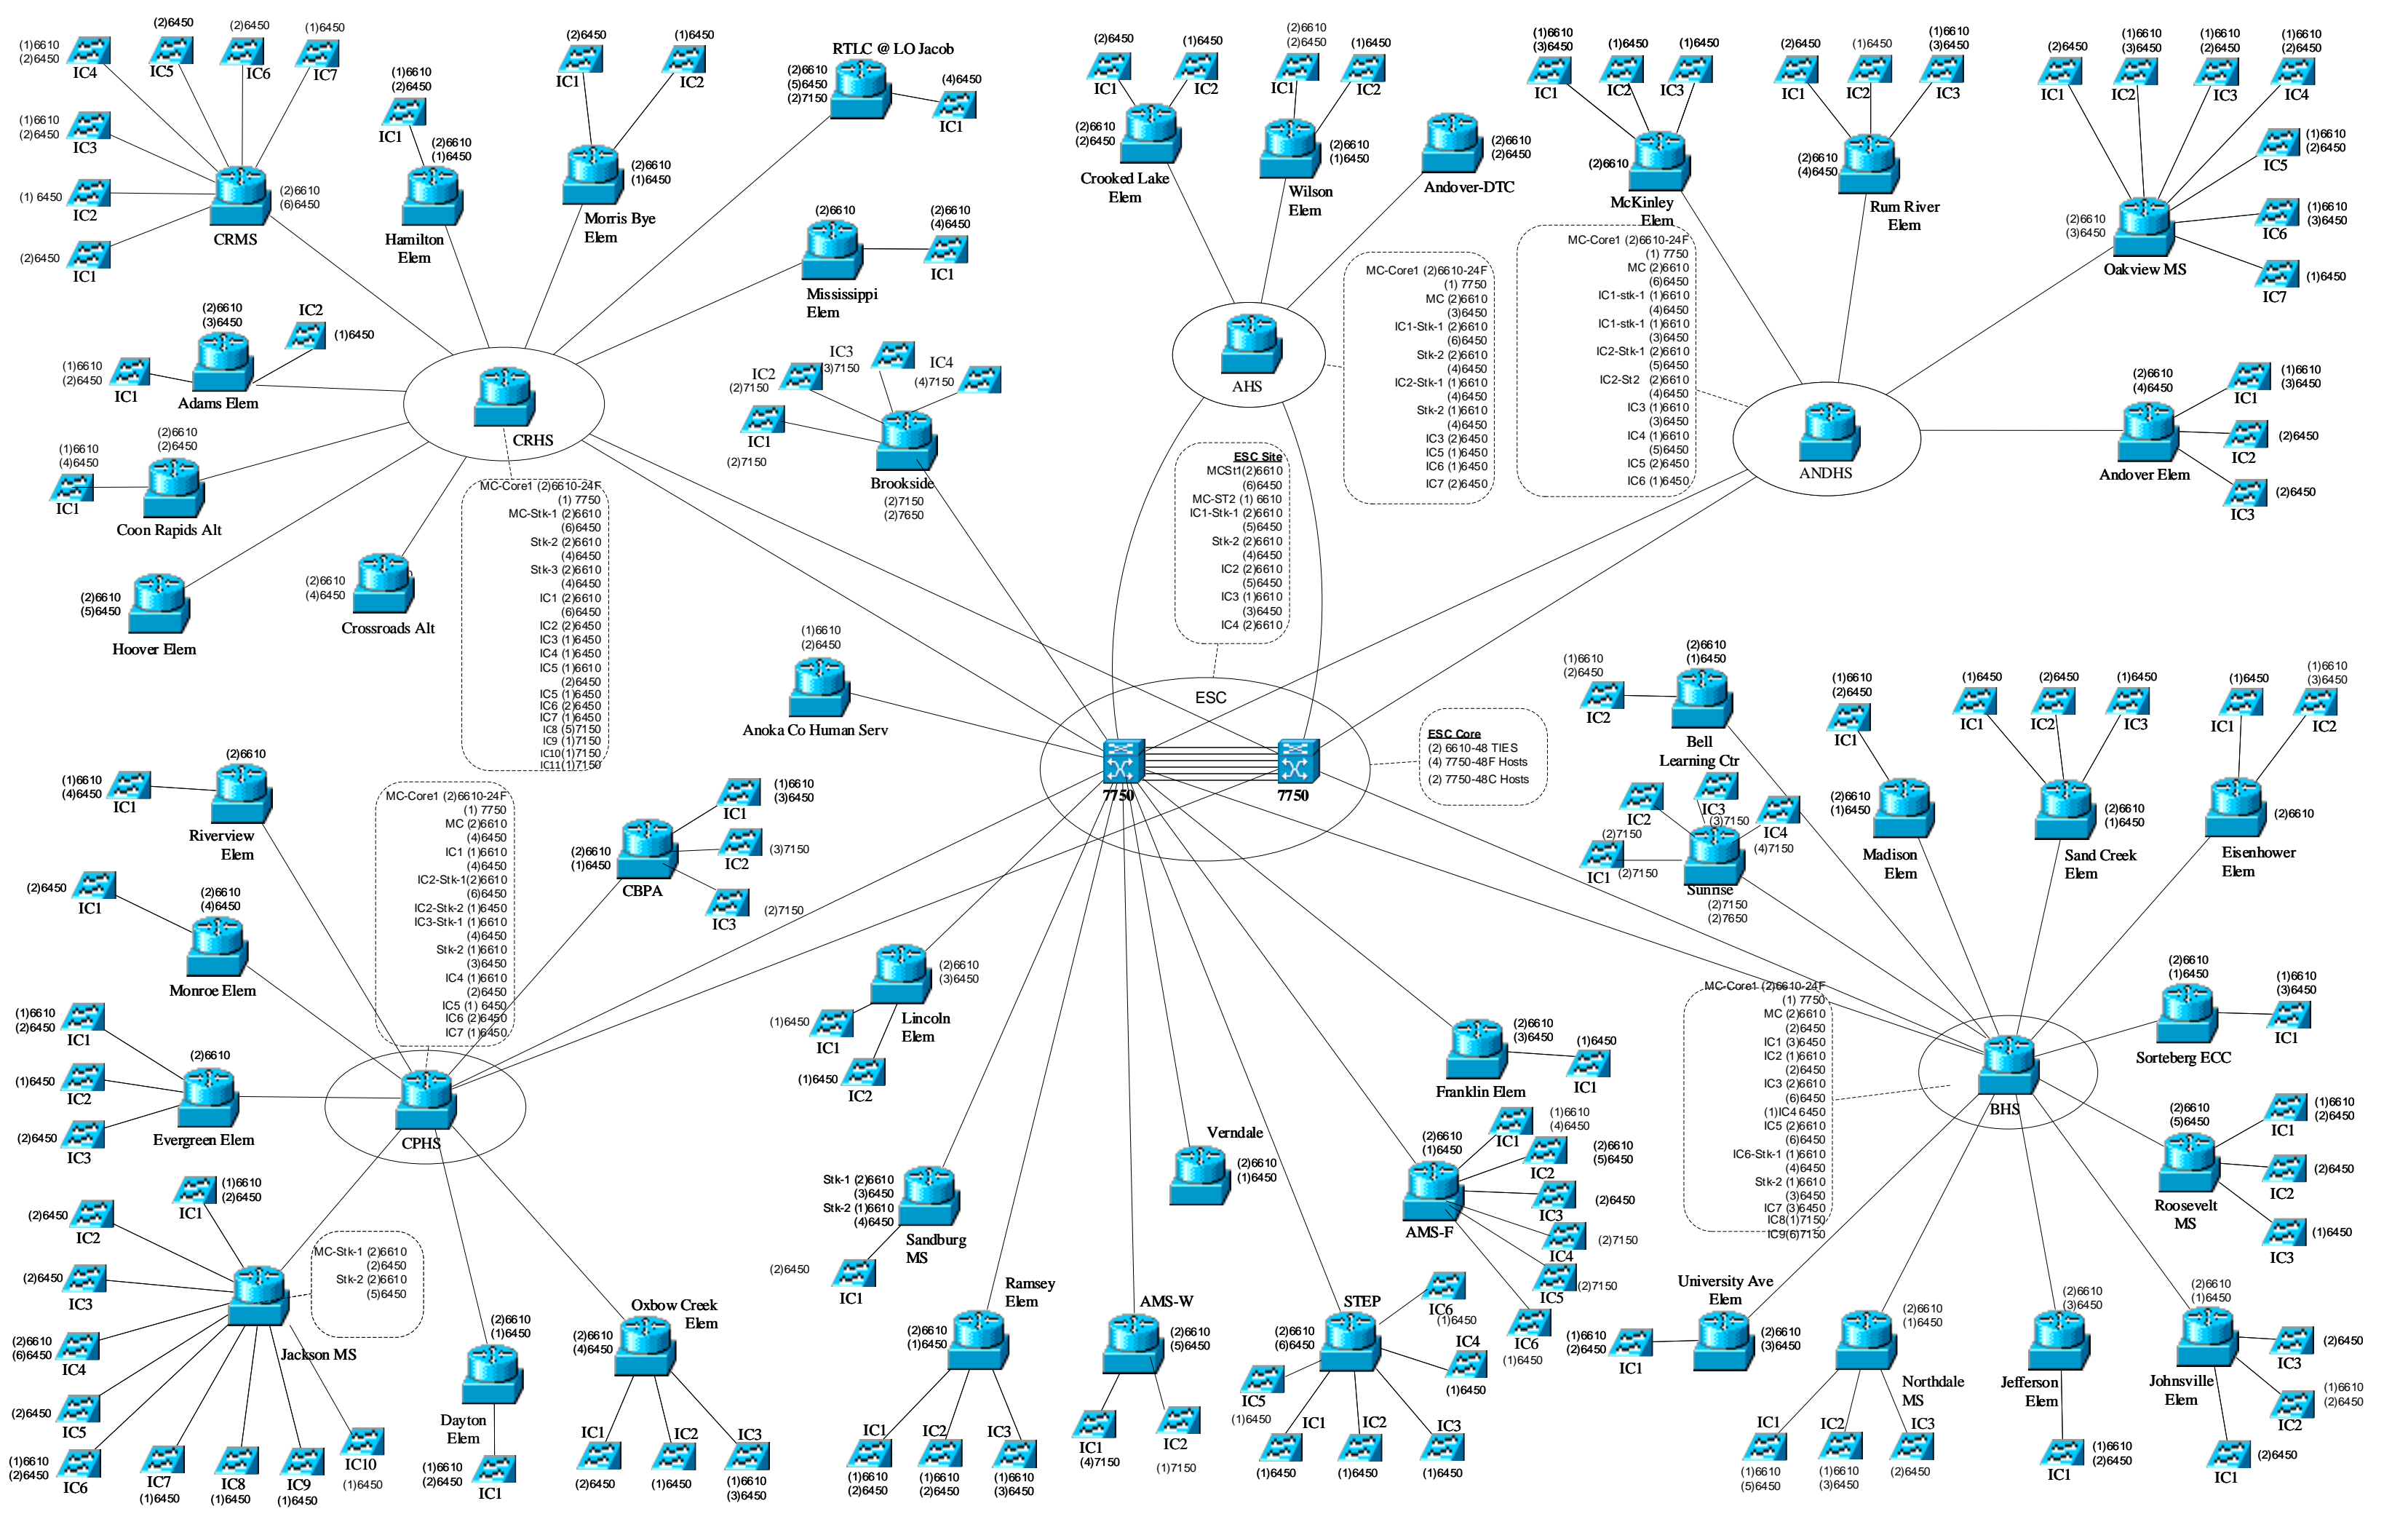 (1)6610
(2)6450
IC4
(2)6450
IC5
(2)6450
IC6
(1)6450
IC7
(1)6610
(2)6450
IC3
(1) 6450
IC2
(2)6450
IC1
(2)6610
(6)6450
CRMS
(1)6610
(2)6450
IC1
(2)6610
(1)6450
Hamilton
Elem
(2)6450
IC1
(1)6450
IC2
(2)6610
(1)6450
Morris Bye
Elem
RTLC @ LO Jacob
(2)6610
(5)6450
(2)7150
(4)6450
IC1
(2)6610
Mississippi
Elem
(2)6610
(4)6450
IC1
(2)6610
(3)6450
Adams Elem
IC2
(1)6450
(1)6610
(2)6450
IC1
(2)6610
(2)6450
Coon Rapids Alt
(1)6610
(4)6450
IC1
(2)6610
(5)6450
Hoover Elem
(2)6610
(4)6450
Crossroads Alt
CRHS
MC-Core1 (2)6610-24F
(1) 7750
MC-Stk-1 (2)6610
(6)6450
Stk-2 (2)6610
(4)6450
Stk-3 (2)6610
(4)6450
IC1 (2)6610
(6)6450
IC2 (2)6450
IC3 (1)6450
IC4 (1)6450
IC5 (1)6610
(2)6450
IC5 (1)6450
IC6 (2)6450
IC7 (1)6450
IC8 (5)7150
IC9 (1)7150
IC10(1)7150
IC11(1)7150
IC3
(3)7150
IC4
(4)7150
IC2
(2)7150
IC1
(2)7150
Brookside
(2)7150
(2)7650
(1)6610
(2)6450
Anoka Co Human Serv
(2)6450
IC1
(1)6450
IC2
(2)6610
(2)6450
Crooked Lake
Elem
(2)6610
(2)6450
IC1
(1)6450
IC2
(2)6610
(1)6450
Wilson
Elem
(2)6610
(2)6450
Andover-DTC
AHS
MC-Core1 (2)6610-24F
(1) 7750
MC (2)6610
(3)6450
IC1-Stk-1 (2)6610
(6)6450
Stk-2 (2)6610
(4)6450
IC2-Stk-1 (1)6610
(4)6450
Stk-2 (1)6610
(4)6450
IC3 (2)6450
IC5 (1)6450
IC6 (1)6450
IC7 (2)6450
ESC Site
MCSt1(2)6610
(6)6450
MC-ST2 (1) 6610
IC1-Stk-1 (2)6610
(5)6450
Stk-2 (2)6610
(4)6450
IC2 (2)6610
(5)6450
IC3 (1)6610
(3)6450
IC4 (2)6610
(1)6610
(3)6450
IC1
(1)6450
IC2
(1)6450
IC3
(2)6610
McKinley
Elem
MC-Core1 (2)6610-24F
(1) 7750
MC (2)6610
(6)6450
IC1-stk-1 (1)6610
(4)6450
IC1-stk-1 (1)6610
(3)6450
IC2-Stk-1 (2)6610
(5)6450
IC2-St2 (2)6610
(4)6450
IC3 (1)6610
(3)6450
IC4 (1)6610
(5)6450
IC5 (2)6450
IC6 (1)6450
(2)6450
IC1
(1)6450
IC2
(1)6610
(3)6450
IC3
(2)6610
(4)6450
Rum River
Elem
(2)6450
IC1
(1)6610
(3)6450
IC2
(1)6610
(2)6450
IC3
(1)6610
(2)6450
IC4
(1)6610
(2)6450
IC5
(1)6610
(3)6450
IC6
(1)6450
IC7
(2)6610
(3)6450
Oakview MS
ANDHS
(2)6610
(4)6450
Andover Elem
(1)6610
(3)6450
IC1
(2)6450
IC2
(2)6450
IC3
ESC
7750
7750
ESC Core
(2) 6610-48 TIES
(4) 7750-48F Hosts
(2) 7750-48C Hosts
(1)6610
(2)6450
IC2
(2)6610
(1)6450
Bell
Learning Ctr
IC2
IC3
(3)7150
IC4
(4)7150
(2)7150
IC1
(2)7150
Sunrise
(2)7150
(2)7650
(1)6610
(2)6450
IC1
(2)6610
(1)6450
Madison
Elem
(1)6450
IC1
(2)6450
IC2
(1)6450
IC3
(2)6610
(1)6450
Sand Creek
Elem
(1)6450
IC1
(1)6610
(3)6450
IC2
(2)6610
Eisenhower
Elem
(2)6610
(1)6450
Sorteberg ECC
(1)6610
(3)6450
IC1
BHS
MC-Core1 (2)6610-24F
(1) 7750
MC (2)6610
(2)6450
IC1 (3)6450
IC2 (1)6610
(2)6450
IC3 (2)6610
(6)6450
(1)IC4 6450
IC5 (2)6610
(6)6450
IC6-Stk-1 (1)6610
(4)6450
Stk-2 (1)6610
(3)6450
IC7 (3)6450
IC8(1)7150
IC9(6)7150
(2)6610
(5)6450
Roosevelt
MS
(1)6610
(2)6450
IC1
(2)6450
IC2
(1)6450
IC3
(2)6610
Riverview
Elem
(1)6610
(4)6450
IC1
(2)6610
(4)6450
Monroe Elem
(2)6450
IC1
(2)6610
Evergreen Elem
(1)6610
(2)6450
IC1
(1)6450
IC2
(2)6450
IC3
CPHS
MC-Core1 (2)6610-24F
(1) 7750
MC (2)6610
(4)6450
IC1 (1)6610
(4)6450
IC2-Stk-1(2)6610
(6)6450
IC2-Stk-2 (1)6450
IC3-Stk-1 (1)6610
(4)6450
Stk-2 (1)6610
(3)6450
IC4 (1)6610
(2)6450
IC5 (1) 6450
IC6 (2)6450
IC7 (1)6450
(2)6610
(1)6450
CBPA
(1)6610
(3)6450
IC1
(3)7150
IC2
(2)7150
IC3
(2)6610
(3)6450
Lincoln
Elem
(1)6450
IC1
(1)6450
IC2
(1)6610
(2)6450
IC1
(2)6450
IC2
(2)6450
IC3
(2)6610
(6)6450
IC4
(2)6450
IC5
(1)6610
(2)6450
IC6
IC7
(1)6450
IC8
(1)6450
IC9
(1)6450
IC10
(1)6450
Jackson MS
MC-Stk-1 (2)6610
(2)6450
Stk-2 (2)6610
(5)6450
(2)6610
(1)6450
Dayton
Elem
(1)6610
(2)6450
IC1
Oxbow Creek
Elem
(2)6610
(4)6450
IC1
(2)6450
IC2
(1)6450
IC3
(1)6610
(3)6450
Stk-1 (2)6610
(3)6450
Stk-2 (1)6610
(4)6450
Sandburg
MS
(2)6450
IC1
Ramsey
Elem
(2)6610
(1)6450
IC1
(1)6610
(2)6450
IC2
(1)6610
(2)6450
IC3
(1)6610
(3)6450
AMS-W
(2)6610
(5)6450
IC1
(4)7150
IC2
(1)7150
Verndale
(2)6610
(1)6450
STEP
(2)6610
(6)6450
IC6
(1)6450
IC4
(1)6450
IC5
(1)6450
IC1
(1)6450
IC2
(1)6450
IC3
(1)6450
(2)6610
(3)6450
Franklin Elem
(1)6450
IC1
(2)6610
(1)6450
AMS-F
(1)6610
(4)6450
IC1
(2)6610
(5)6450
IC2
(2)6450
IC3
(2)7150
IC4
(2)7150
IC5
IC6
(1)6450
University Ave
Elem
(2)6610
(3)6450
(1)6610
(2)6450
IC1
(2)6610
(1)6450
Northdale
MS
IC1
(1)6610
(5)6450
IC2
(1)6610
(3)6450
IC3
(2)6450
(2)6610
(3)6450
Jefferson
Elem
(1)6610
(2)6450
IC1
(2)6610
(1)6450
Johnsville
Elem
(2)6450
IC3
(1)6610
(2)6450
IC2
(2)6450
IC1